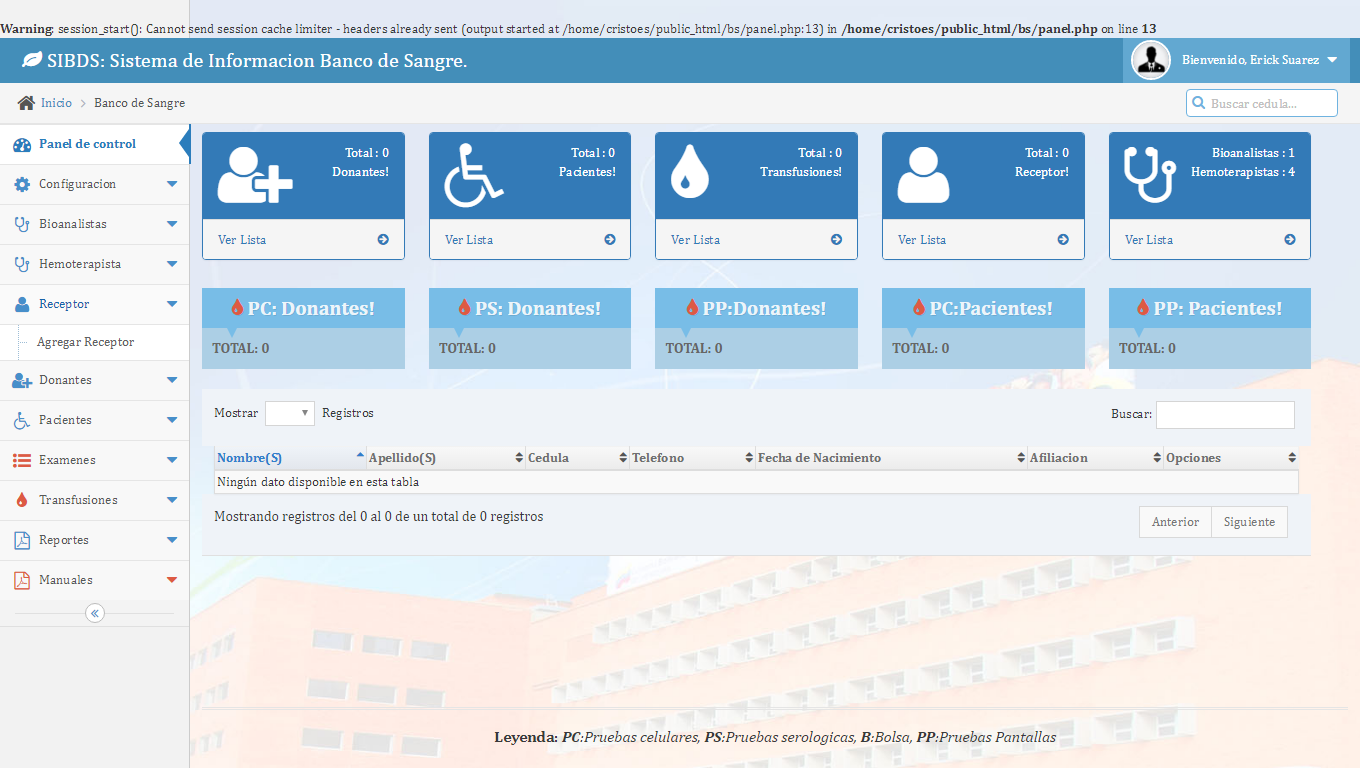 Warning: session_start(): Cannot send session cache limiter - headers already sent (output started at /home/cristoes/public_html/bs/panel.php:13) in /home/cristoes/public_html/bs/panel.php on line 13
SIBDS: Sistema de Informacion Banco de Sangre.
Bienvenido, Erick Suarez
Inicio > Banco de Sangre
Buscar cedula...
Panel de control
Configuracion
Bioanalistas
Hemoterapista
Receptor
Agregar Receptor
Donantes
Pacientes
Examenes
Transfusiones
Reportes
Manuales
«
Total : 0
Donantes!
Ver Lista
Total : 0
Pacientes!
Ver Lista
Total : 0
Transfusiones!
Ver Lista
Total : 0
Receptor!
Ver Lista
Bioanalistas : 1
Hemoterapistas : 4
Ver Lista
PC: Donantes!
TOTAL: 0
PS: Donantes!
TOTAL: 0
PP:Donantes!
TOTAL: 0
PC:Pacientes!
TOTAL: 0
PP: Pacientes!
TOTAL: 0
Mostrar Registros
Buscar:
Nombre(S) Apellido(S) Cedula Telefono Fecha de Nacimiento Afiliacion Opciones
Ningún dato disponible en esta tabla
Mostrando registros del 0 al 0 de un total de 0 registros
Anterior Siguiente
Leyenda: PC:Pruebas celulares, PS:Pruebas serologicas, B:Bolsa, PP:Pruebas Pantallas